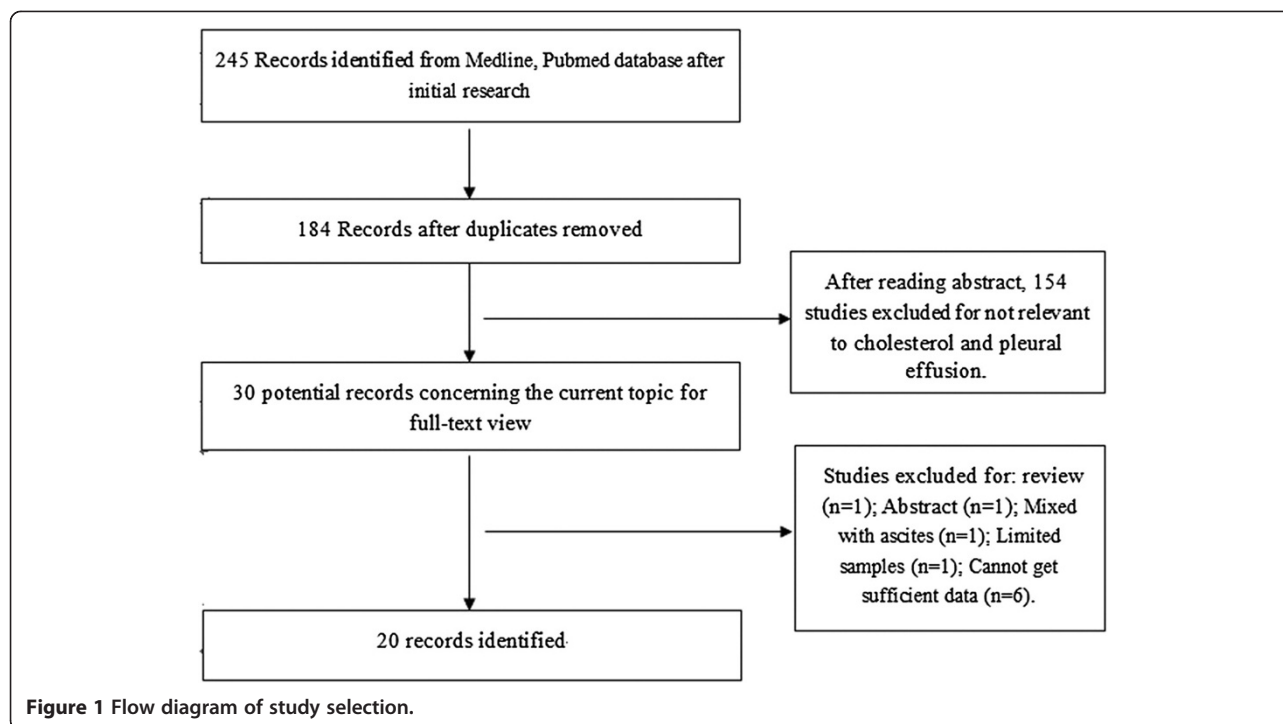 245 Records identified from Medline, Pubmed database after
initial research
184 Records after duplicates removed
After reading abstract, 154
studies excluded for not relevant
to cholesterol and pleural
effusion.
30 potential records concerning the current topic for
full-text view
Studies excluded for: review
(n=1); Abstract (n=1); Mixed
with ascites (n=1); Limited
samples (n=1); Cannot get
sufficient data (n=6).
20 records identified
Figure 1 Flow diagram of study selection.